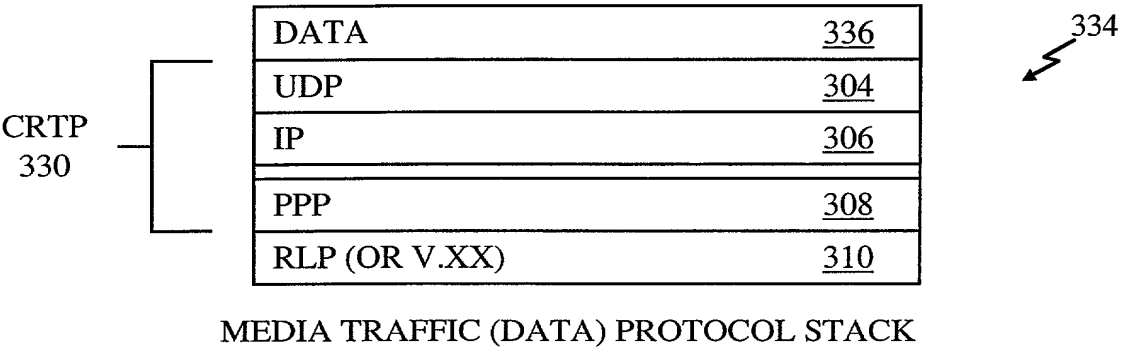 DATA 336
334
UDP 304
CRTP
330
IP 306
PPP 308
RLP (OR V.XX) 310
MEDIA TRAFFIC (DATA) PROTOCOL STACK